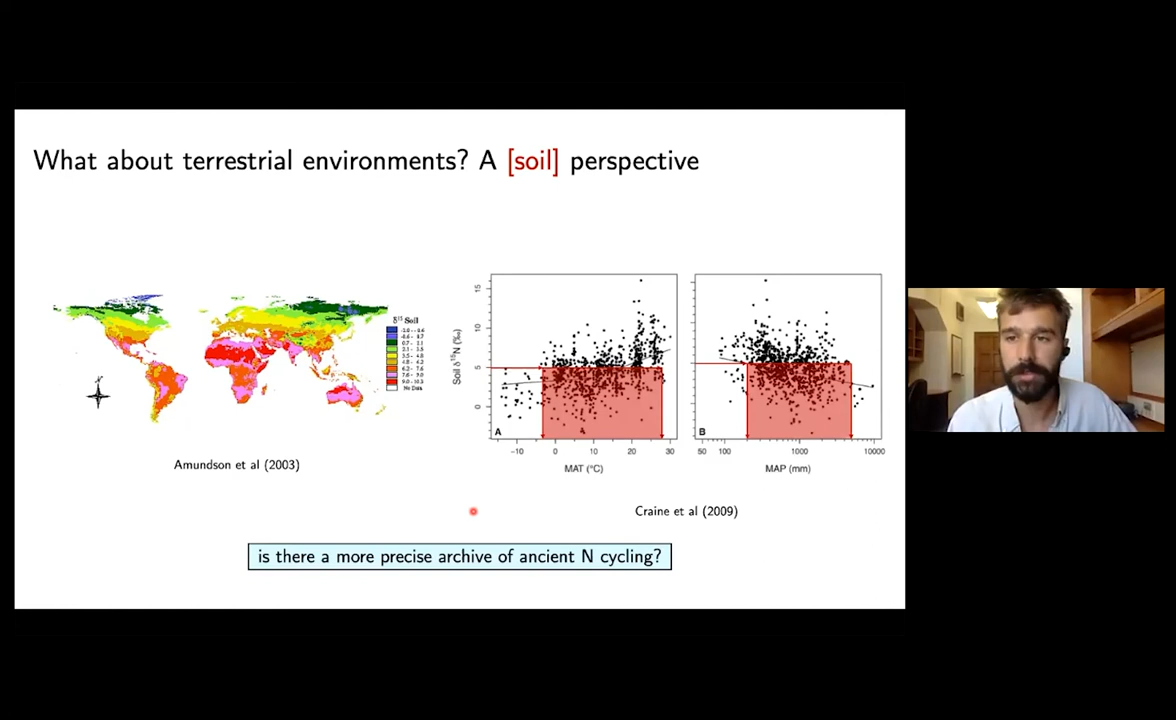 What about terrestrial environments? A [soil] perspective
δ¹⁵ Soil
No Data
Amundson et al (2003)
Soil δ¹⁵N (‰)
15
10
5
0
A
-10 0 10 20 30
MAT (°C)
B
50 100 1000 10000
MAP (mm)
Craine et al (2009)
is there a more precise archive of ancient N cycling?